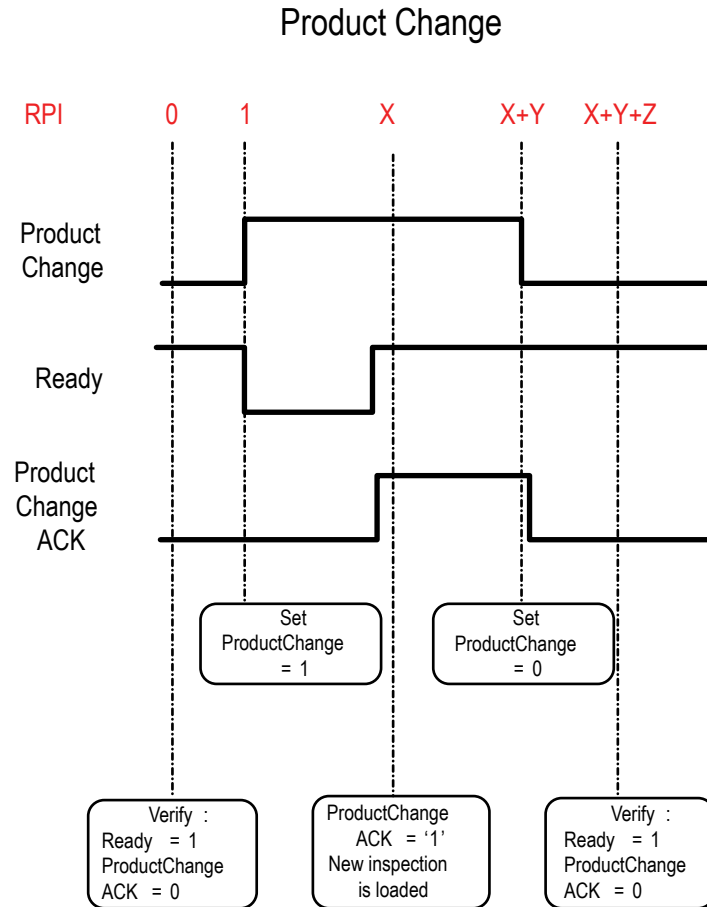 Product Change
RPI 0 1 X X+Y X+Y+Z
Product
Change
Ready
Product
Change
ACK
Set
ProductChange
= 1
Set
ProductChange
= 0
Verify :
Ready = 1
ProductChange
ACK = 0
ProductChange
ACK = ‘1’
New inspection
is loaded
Verify :
Ready = 1
ProductChange
ACK = 0